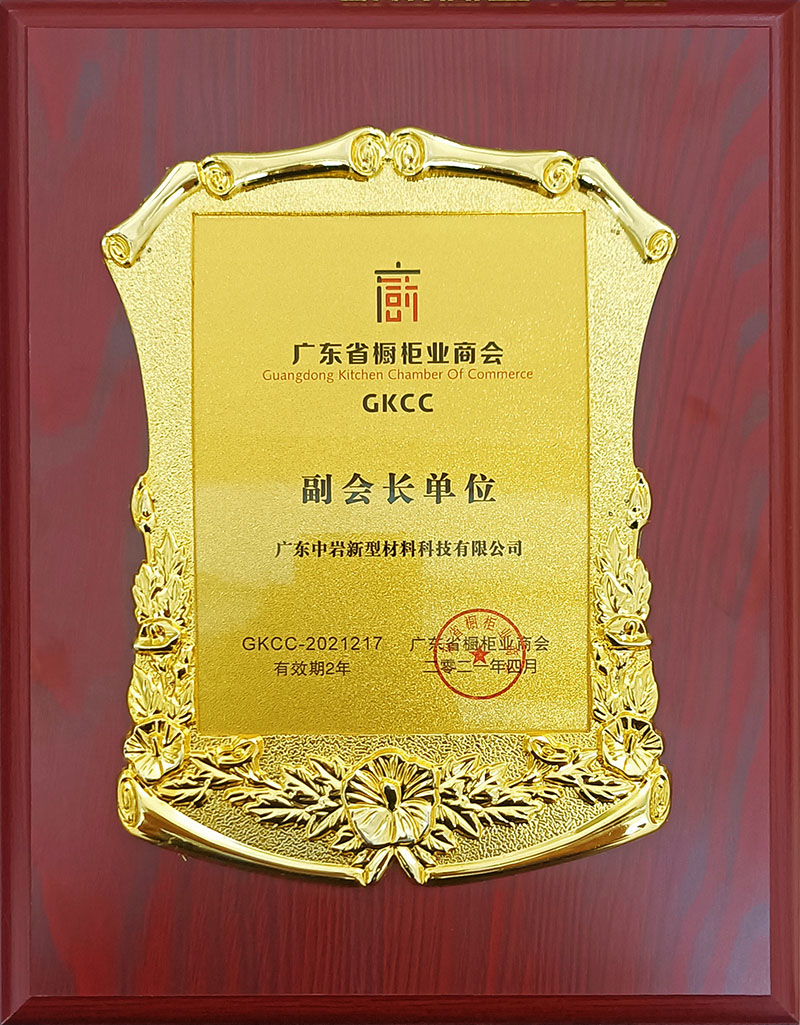 广东省橱柜业商会
Guangdong Kitchen Chamber Of Commerce
GKCC
副会长单位
广东中岩新型材料科技有限公司
GKCC-2021217
有效期2年
广东省橱柜业商会
二零二一年四月